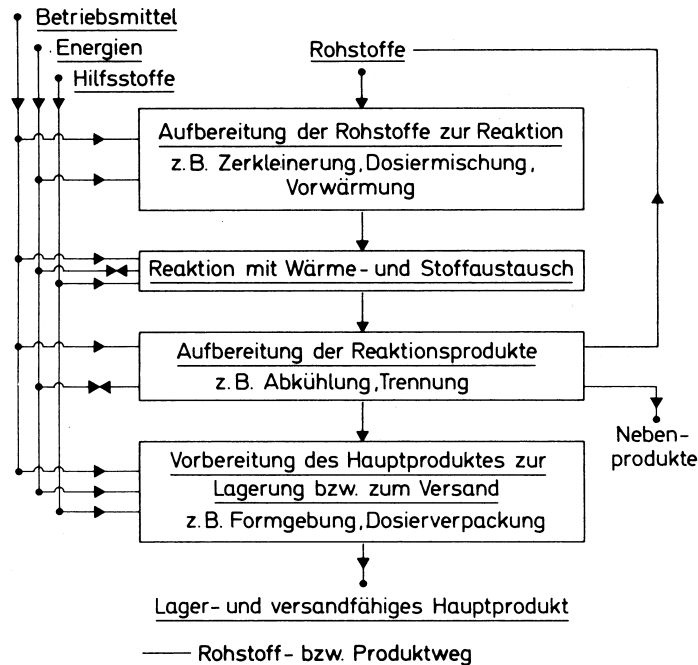 Betriebsmittel
Energien
Hilfsstoffe
Rohstoffe
Aufbereitung der Rohstoffe zur Reaktion
z.B. Zerkleinerung, Dosiermischung,
Vorwärmung
Reaktion mit Wärme- und Stoffaustausch
Aufbereitung der Reaktionsprodukte
z.B. Abkühlung, Trennung
Neben-
produkte
Vorbereitung des Hauptproduktes zur
Lagerung bzw. zum Versand
z.B. Formgebung, Dosierverpackung
Lager- und versandfähiges Hauptprodukt
Rohstoff- bzw. Produktweg